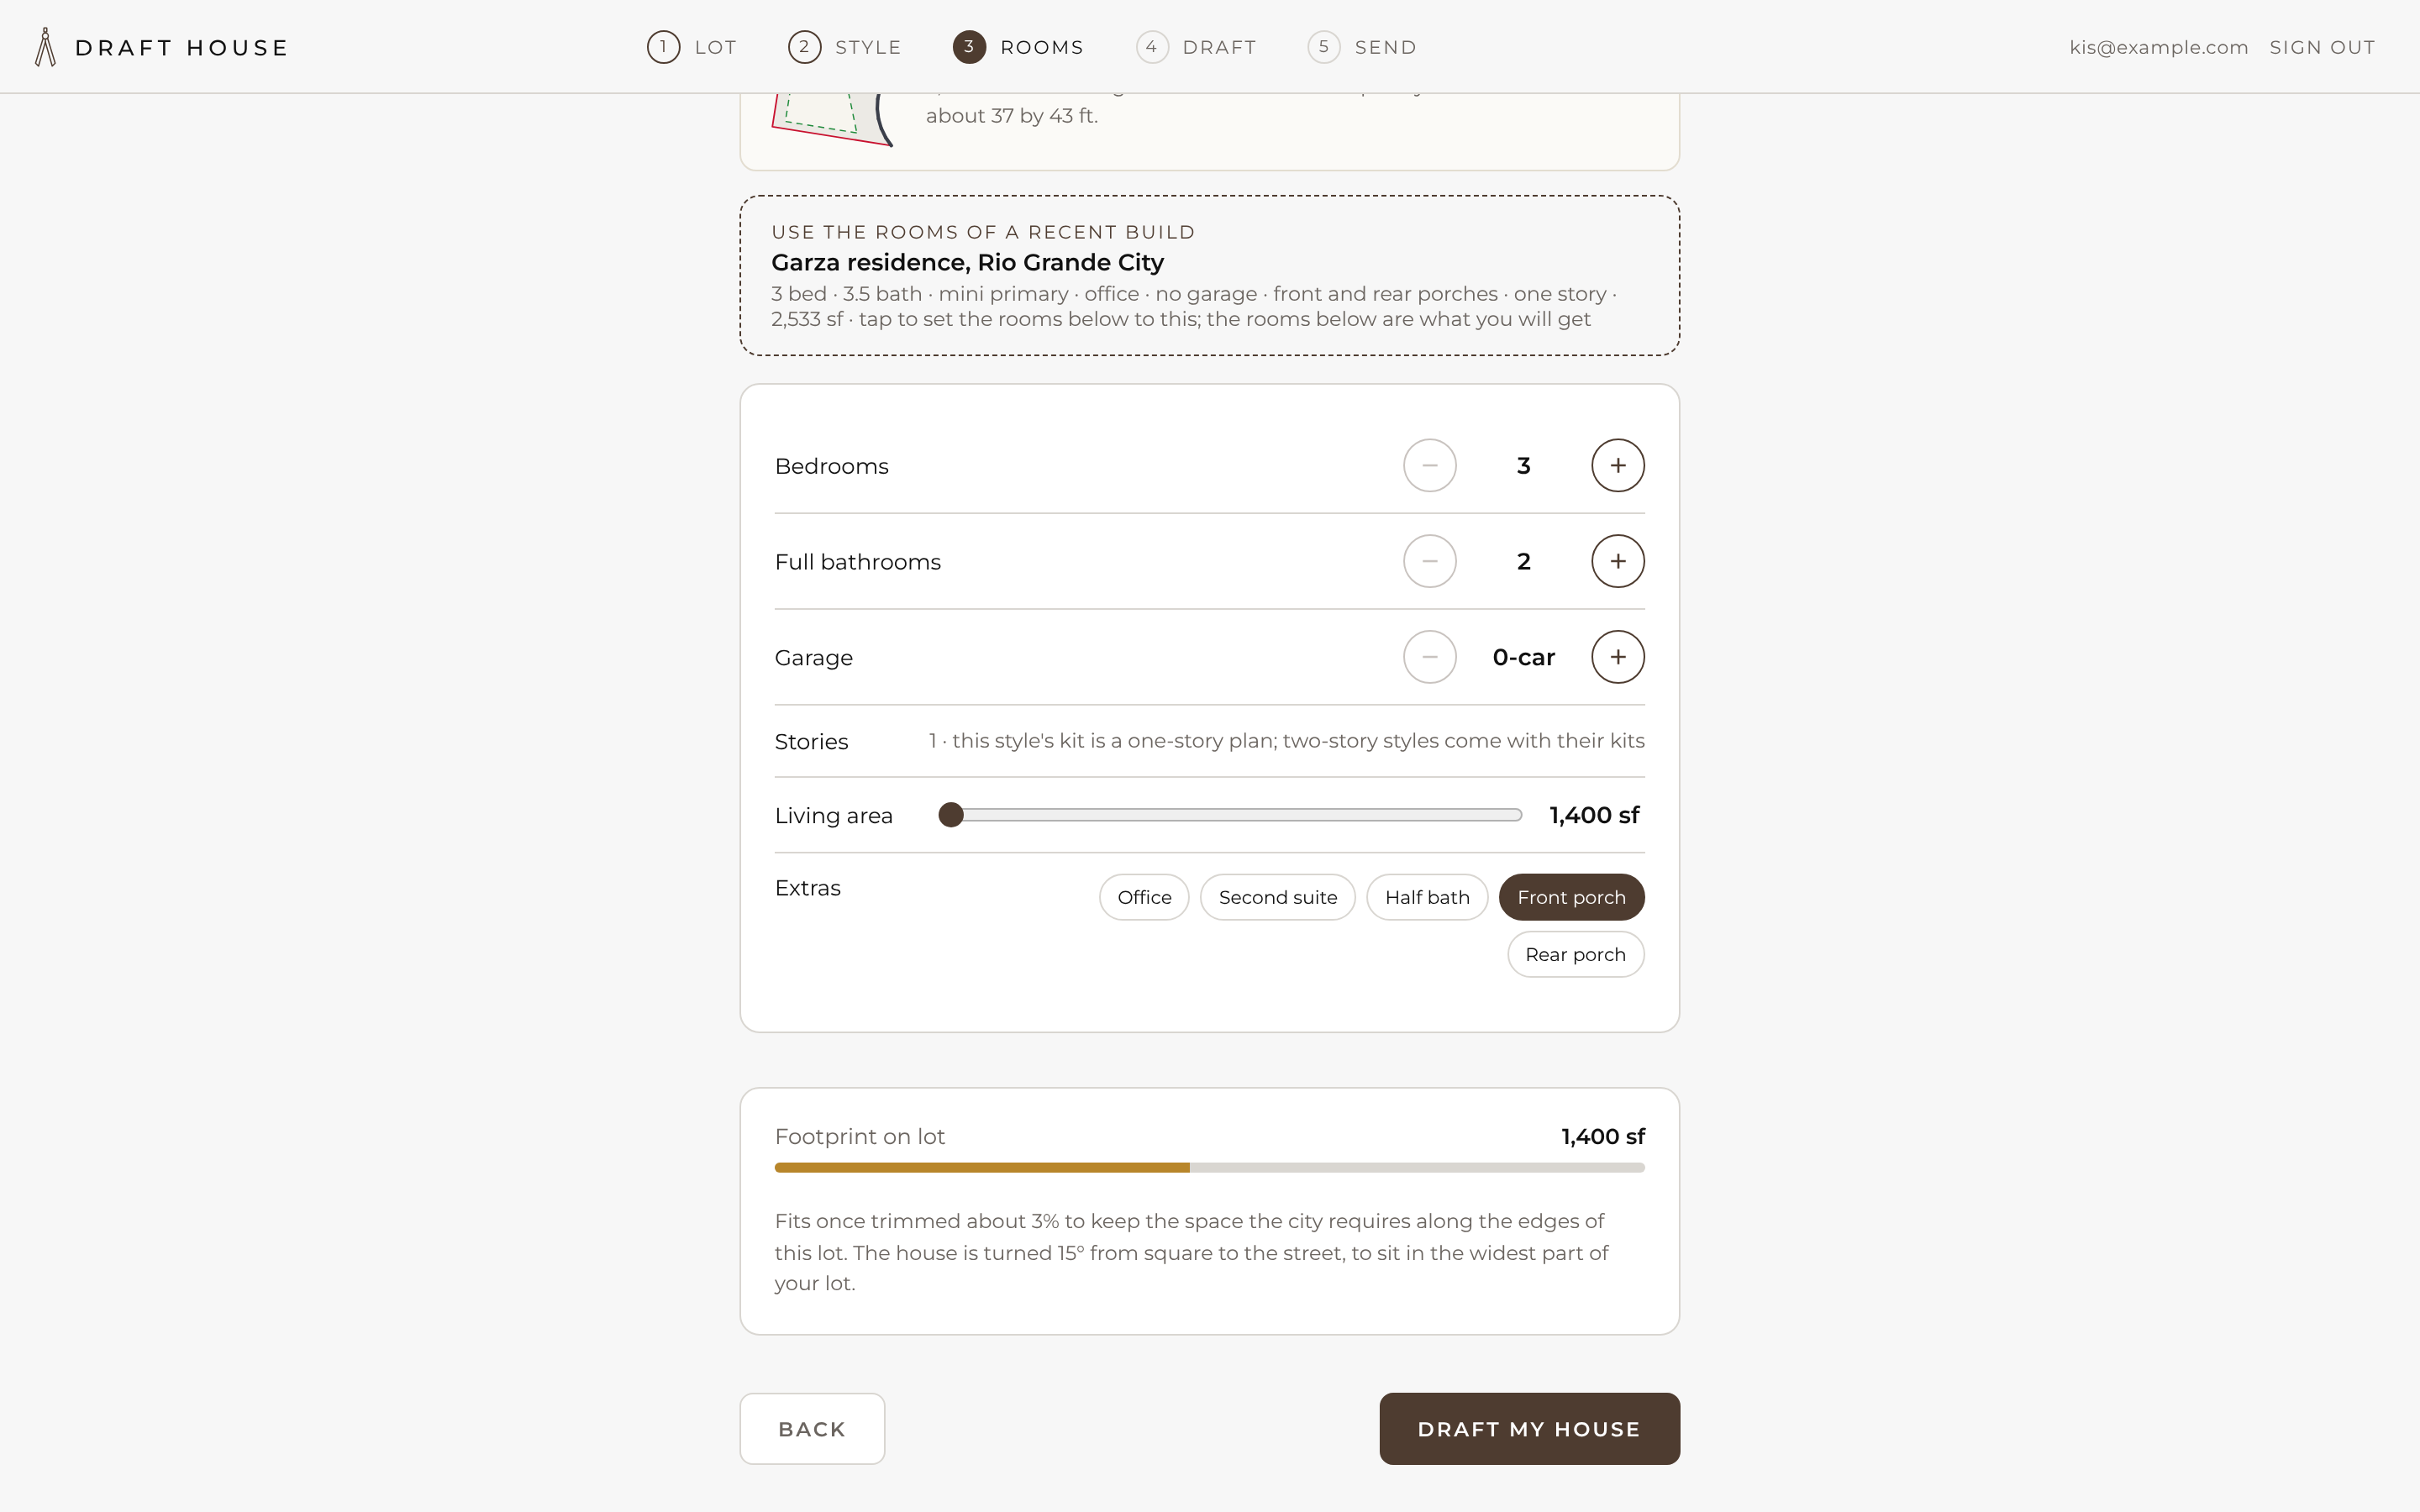 DRAFT HOUSE
1 LOT
2 STYLE
3 ROOMS
4 DRAFT
5 SEND
kis@example.com SIGN OUT
about 37 by 43 ft.
USE THE ROOMS OF A RECENT BUILD
Garza residence, Rio Grande City
3 bed · 3.5 bath · mini primary · office · no garage · front and rear porches · one story ·
2,533 sf · tap to set the rooms below to this; the rooms below are what you will get
Bedrooms − 3 +
Full bathrooms − 2 +
Garage − 0-car +
Stories 1 · this style's kit is a one-story plan; two-story styles come with their kits
Living area 1,400 sf
Extras Office Second suite Half bath Front porch
Rear porch
Footprint on lot 1,400 sf
Fits once trimmed about 3% to keep the space the city requires along the edges of
this lot. The house is turned 15° from square to the street, to sit in the widest part of
your lot.
BACK DRAFT MY HOUSE